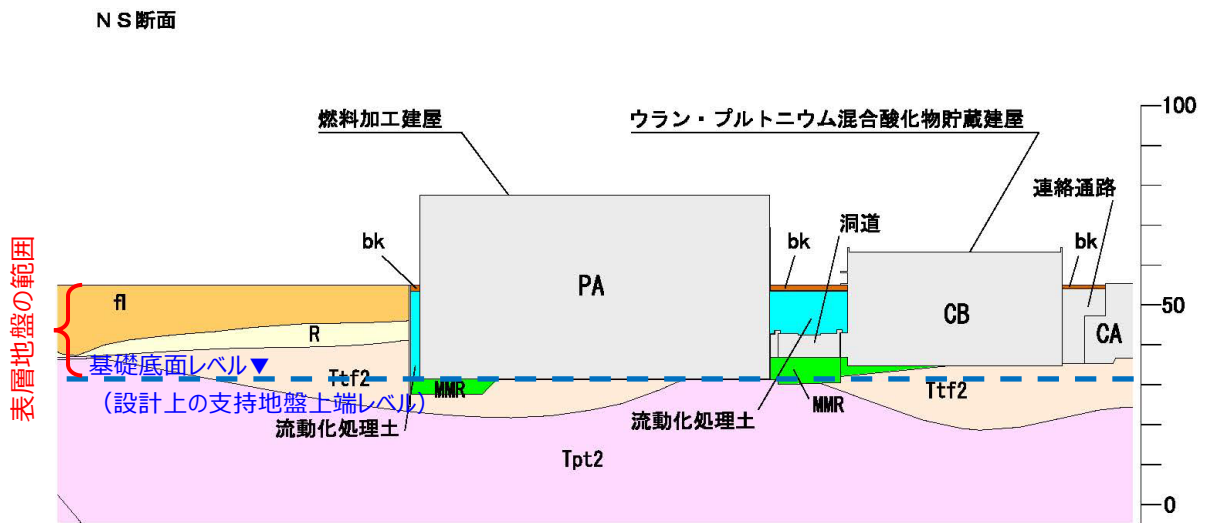 NS断面
100
燃料加工建屋
ウラン・プルトニウム混合酸化物貯蔵建屋
連絡通路
洞道
bk
bk
bk
表層地盤の範囲
fl
PA
50
R
CB
CA
基礎底面レベル▼
Ttf2
(設計上の支持地盤上端レベル)
MMR
MMR
Ttf2
流動化処理土
流動化処理土
Tpt2
0